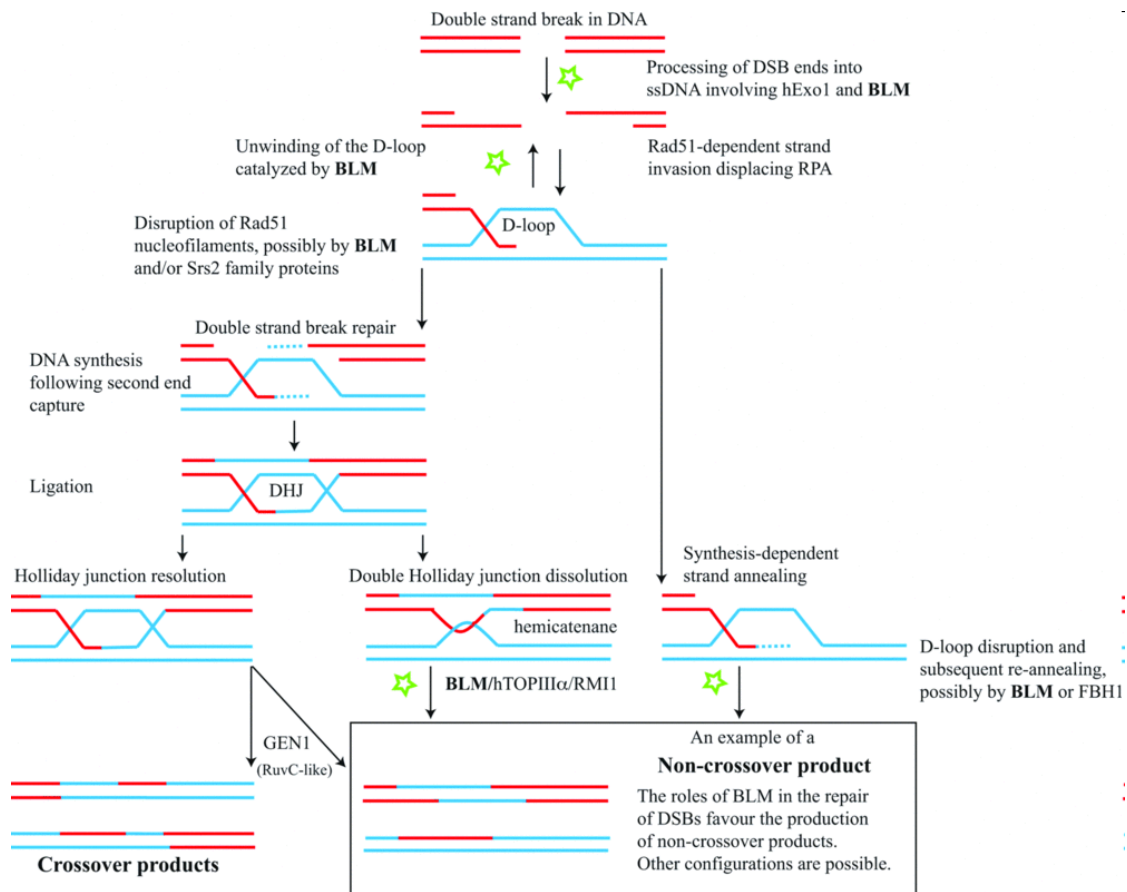 Double strand break in DNA
Processing of DSB ends into
ssDNA involving hExo1 and BLM
Unwinding of the D-loop
catalyzed by BLM
Rad51-dependent strand
invasion displacing RPA
D-loop
Disruption of Rad51
nucleofilaments, possibly by BLM
and/or Srs2 family proteins
Double strand break repair
DNA synthesis
following second end
capture
Ligation
DHJ
Holliday junction resolution
Double Holliday junction dissolution
Synthesis-dependent
strand annealing
hemicatenane
D-loop disruption and
subsequent re-annealing,
possibly by BLM or FBH1
BLM/hTOPIIIα/RMI1
GEN1
(RuvC-like)
An example of a
Non-crossover product
The roles of BLM in the repair
of DSBs favour the production
of non-crossover products.
Other configurations are possible.
Crossover products